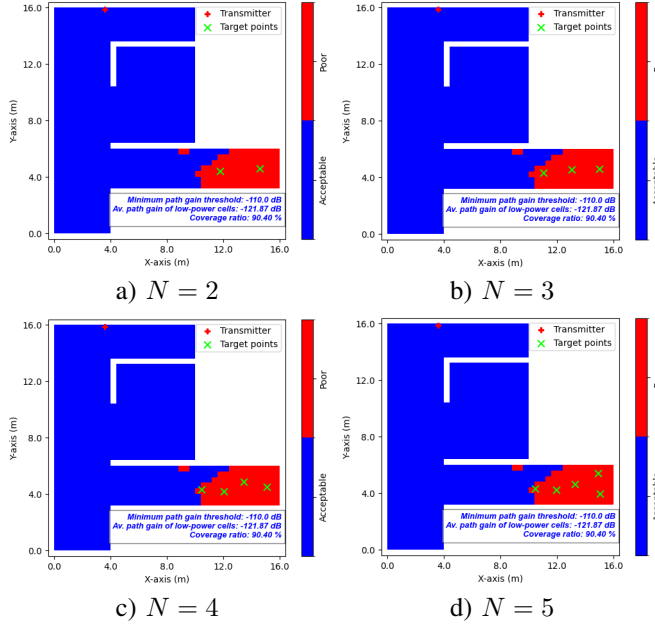 16.0
12.0
8.0
4.0
0.0
Y-axis (m)
Transmitter
Target points
Minimum path gain threshold: -110.0 dB
Av. path gain of low-power cells: -121.87 dB
Coverage ratio: 90.40 %
0.0 4.0 8.0 12.0 16.0
X-axis (m)
Poor
Acceptable
a) N = 2
16.0
12.0
8.0
4.0
0.0
Y-axis (m)
Transmitter
Target points
Minimum path gain threshold: -110.0 dB
Av. path gain of low-power cells: -121.87 dB
Coverage ratio: 90.40 %
0.0 4.0 8.0 12.0 16.0
X-axis (m)
Acceptable
b) N = 3
16.0
12.0
8.0
4.0
0.0
Y-axis (m)
Transmitter
Target points
Minimum path gain threshold: -110.0 dB
Av. path gain of low-power cells: -121.87 dB
Coverage ratio: 90.40 %
0.0 4.0 8.0 12.0 16.0
X-axis (m)
Poor
Acceptable
c) N = 4
16.0
12.0
8.0
4.0
0.0
Y-axis (m)
Transmitter
Target points
Minimum path gain threshold: -110.0 dB
Av. path gain of low-power cells: -121.87 dB
Coverage ratio: 90.40 %
0.0 4.0 8.0 12.0 16.0
X-axis (m)
Poor
Acceptable
d) N = 5